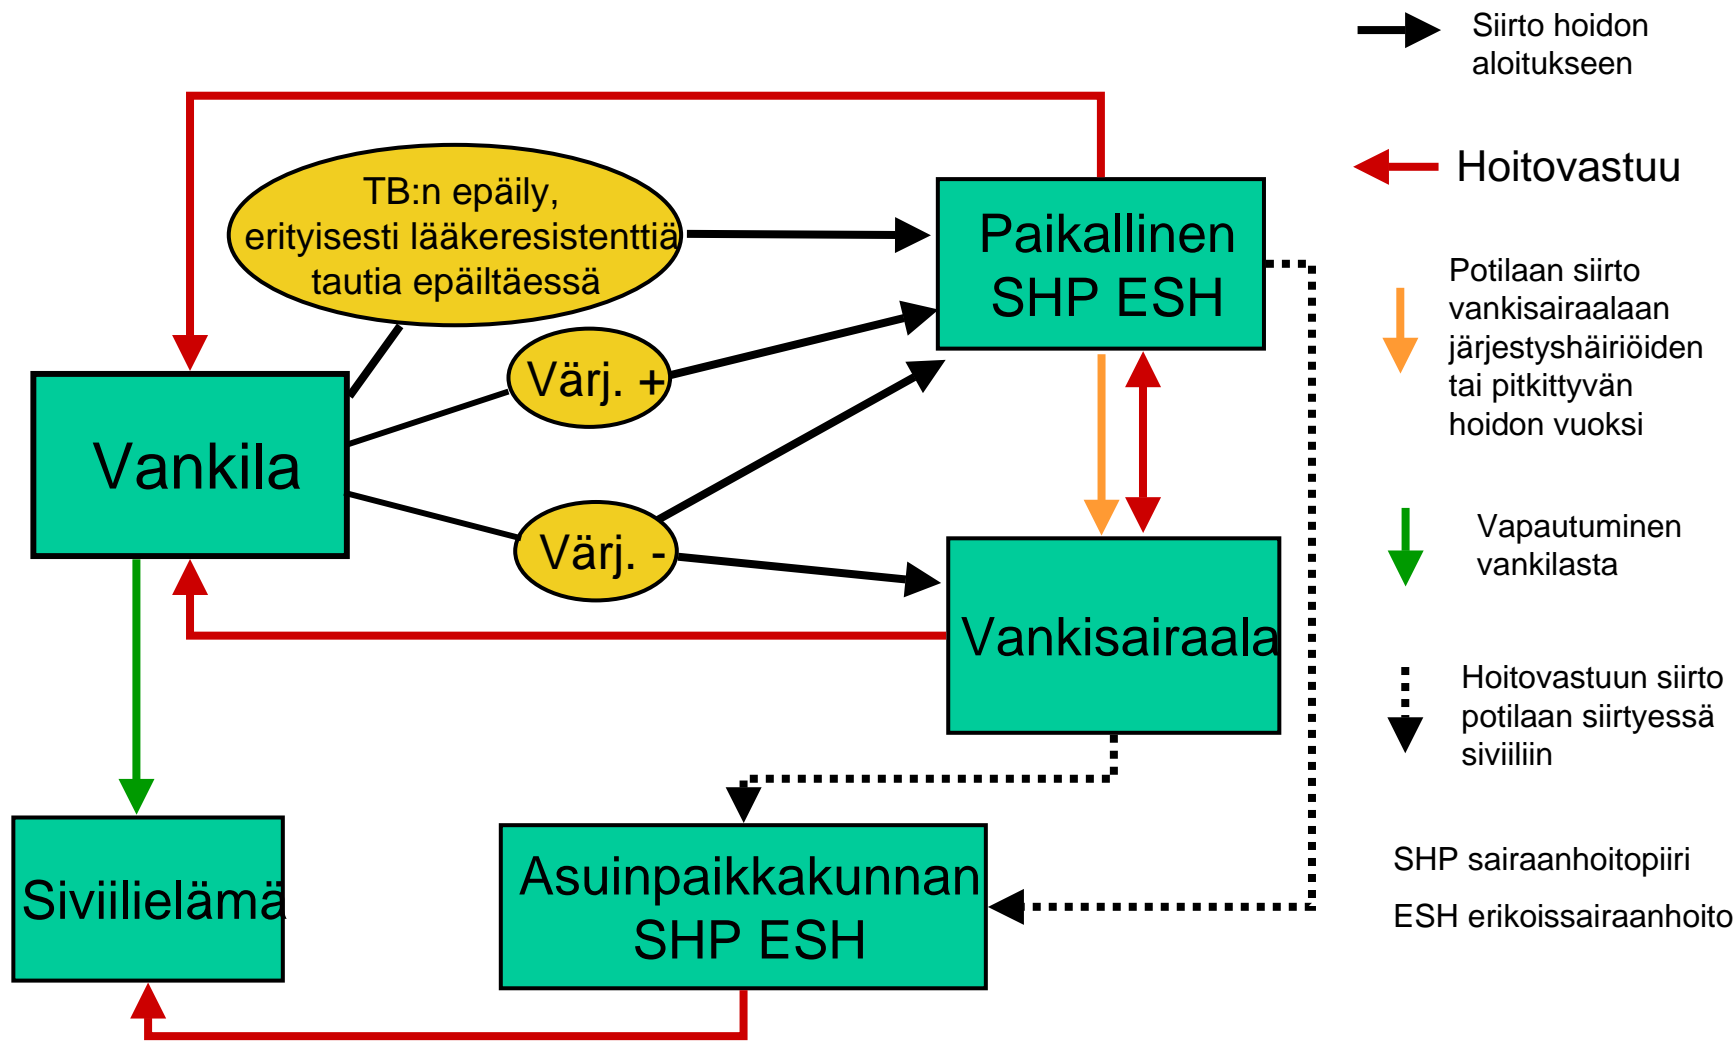 Siirto hoidon
aloitukseen
Hoitovastuu
TB:n epäily,
erityisesti lääkeresistenttiä
tautia epäiltäessä
Paikallinen
SHP ESH
Potilaan siirto
vankisairaalaan
järjestyshäiriöiden
tai pitkittyvän
hoidon vuoksi
Värj. +
Vankila
Värj. -
Vapautuminen
vankilasta
Vankisairaala
Hoitovastuun siirto
potilaan siirtyessä
siviiliin
Siviilielämä
Asuinpaikkakunnan
SHP ESH
SHP sairaanhoitopiiri
ESH erikoissairaanhoito